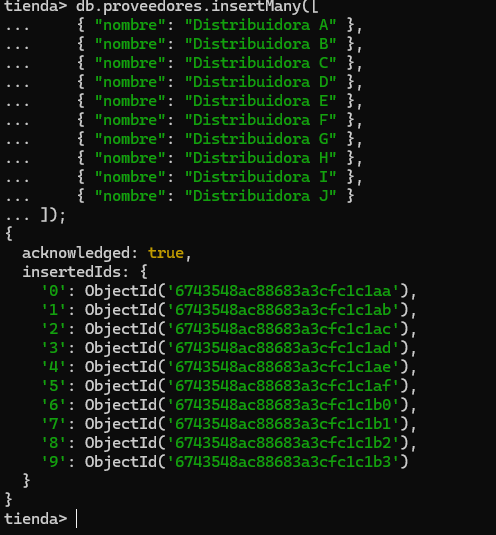 tienda> db.proveedores.insertMany([
...     { "nombre": "Distribuidora A" },
...     { "nombre": "Distribuidora B" },
...     { "nombre": "Distribuidora C" },
...     { "nombre": "Distribuidora D" },
...     { "nombre": "Distribuidora E" },
...     { "nombre": "Distribuidora F" },
...     { "nombre": "Distribuidora G" },
...     { "nombre": "Distribuidora H" },
...     { "nombre": "Distribuidora I" },
...     { "nombre": "Distribuidora J" }
... ]);
{
  acknowledged: true,
  insertedIds: {
    '0': ObjectId('6743548ac88683a3cfc1c1aa'),
    '1': ObjectId('6743548ac88683a3cfc1c1ab'),
    '2': ObjectId('6743548ac88683a3cfc1c1ac'),
    '3': ObjectId('6743548ac88683a3cfc1c1ad'),
    '4': ObjectId('6743548ac88683a3cfc1c1ae'),
    '5': ObjectId('6743548ac88683a3cfc1c1af'),
    '6': ObjectId('6743548ac88683a3cfc1c1b0'),
    '7': ObjectId('6743548ac88683a3cfc1c1b1'),
    '8': ObjectId('6743548ac88683a3cfc1c1b2'),
    '9': ObjectId('6743548ac88683a3cfc1c1b3')
  }
}
tienda>